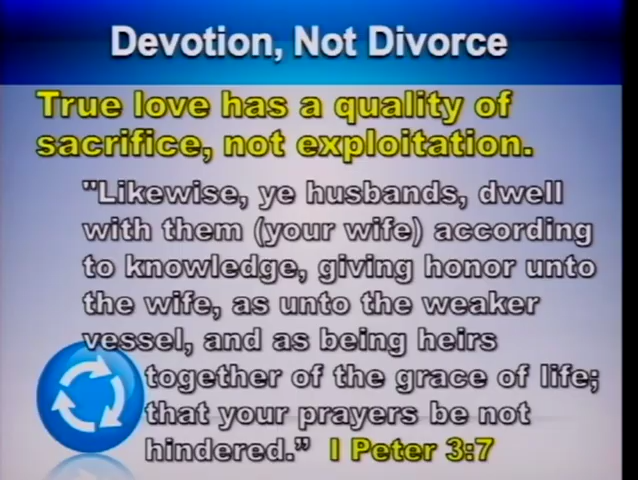 Devotion, Not Divorce
True love has a quality of
sacrifice, not exploitation.
"Likewise, ye husbands, dwell
with them (your wife) according
to knowledge, giving honor unto
the wife, as unto the weaker
vessel, and as being heirs
together of the grace of life;
that your prayers be not
hindered.” I Peter 3:7